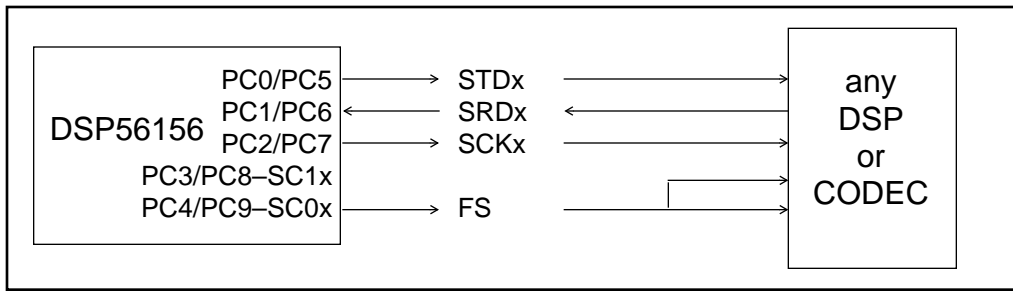 DSP56156
PC0/PC5
PC1/PC6
PC2/PC7
PC3/PC8–SC1x
PC4/PC9–SC0x
STDx
SRDx
SCKx
FS
any
DSP
or
CODEC